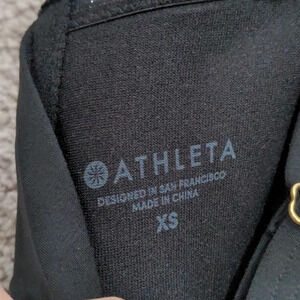 ATHLETA
DESIGNED IN SAN FRANCISCO
MADE IN CHINA
XS